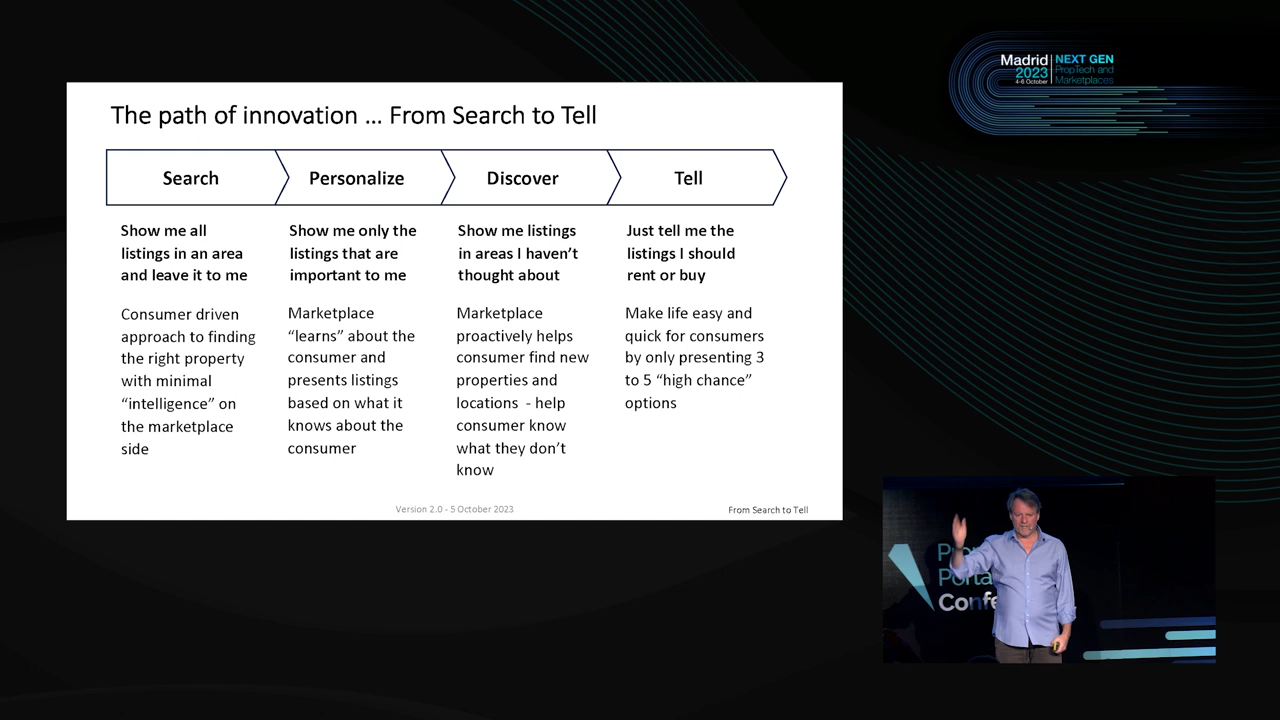 Madrid
2023
4-6 October
NEXT GEN
PropTech and
Marketplaces
The path of innovation ... From Search to Tell
Search
Personalize
Discover
Tell
Show me all
listings in an area
and leave it to me
Consumer driven
approach to finding
the right property
with minimal
“intelligence” on
the marketplace
side
Show me only the
listings that are
important to me
Marketplace
“learns” about the
consumer and
presents listings
based on what it
knows about the
consumer
Show me listings
in areas I haven’t
thought about
Marketplace
proactively helps
consumer find new
properties and
locations - help
consumer know
what they don’t
know
Just tell me the
listings I should
rent or buy
Make life easy and
quick for consumers
by only presenting 3
to 5 “high chance”
options
Version 2.0 - 5 October 2023
From Search to Tell